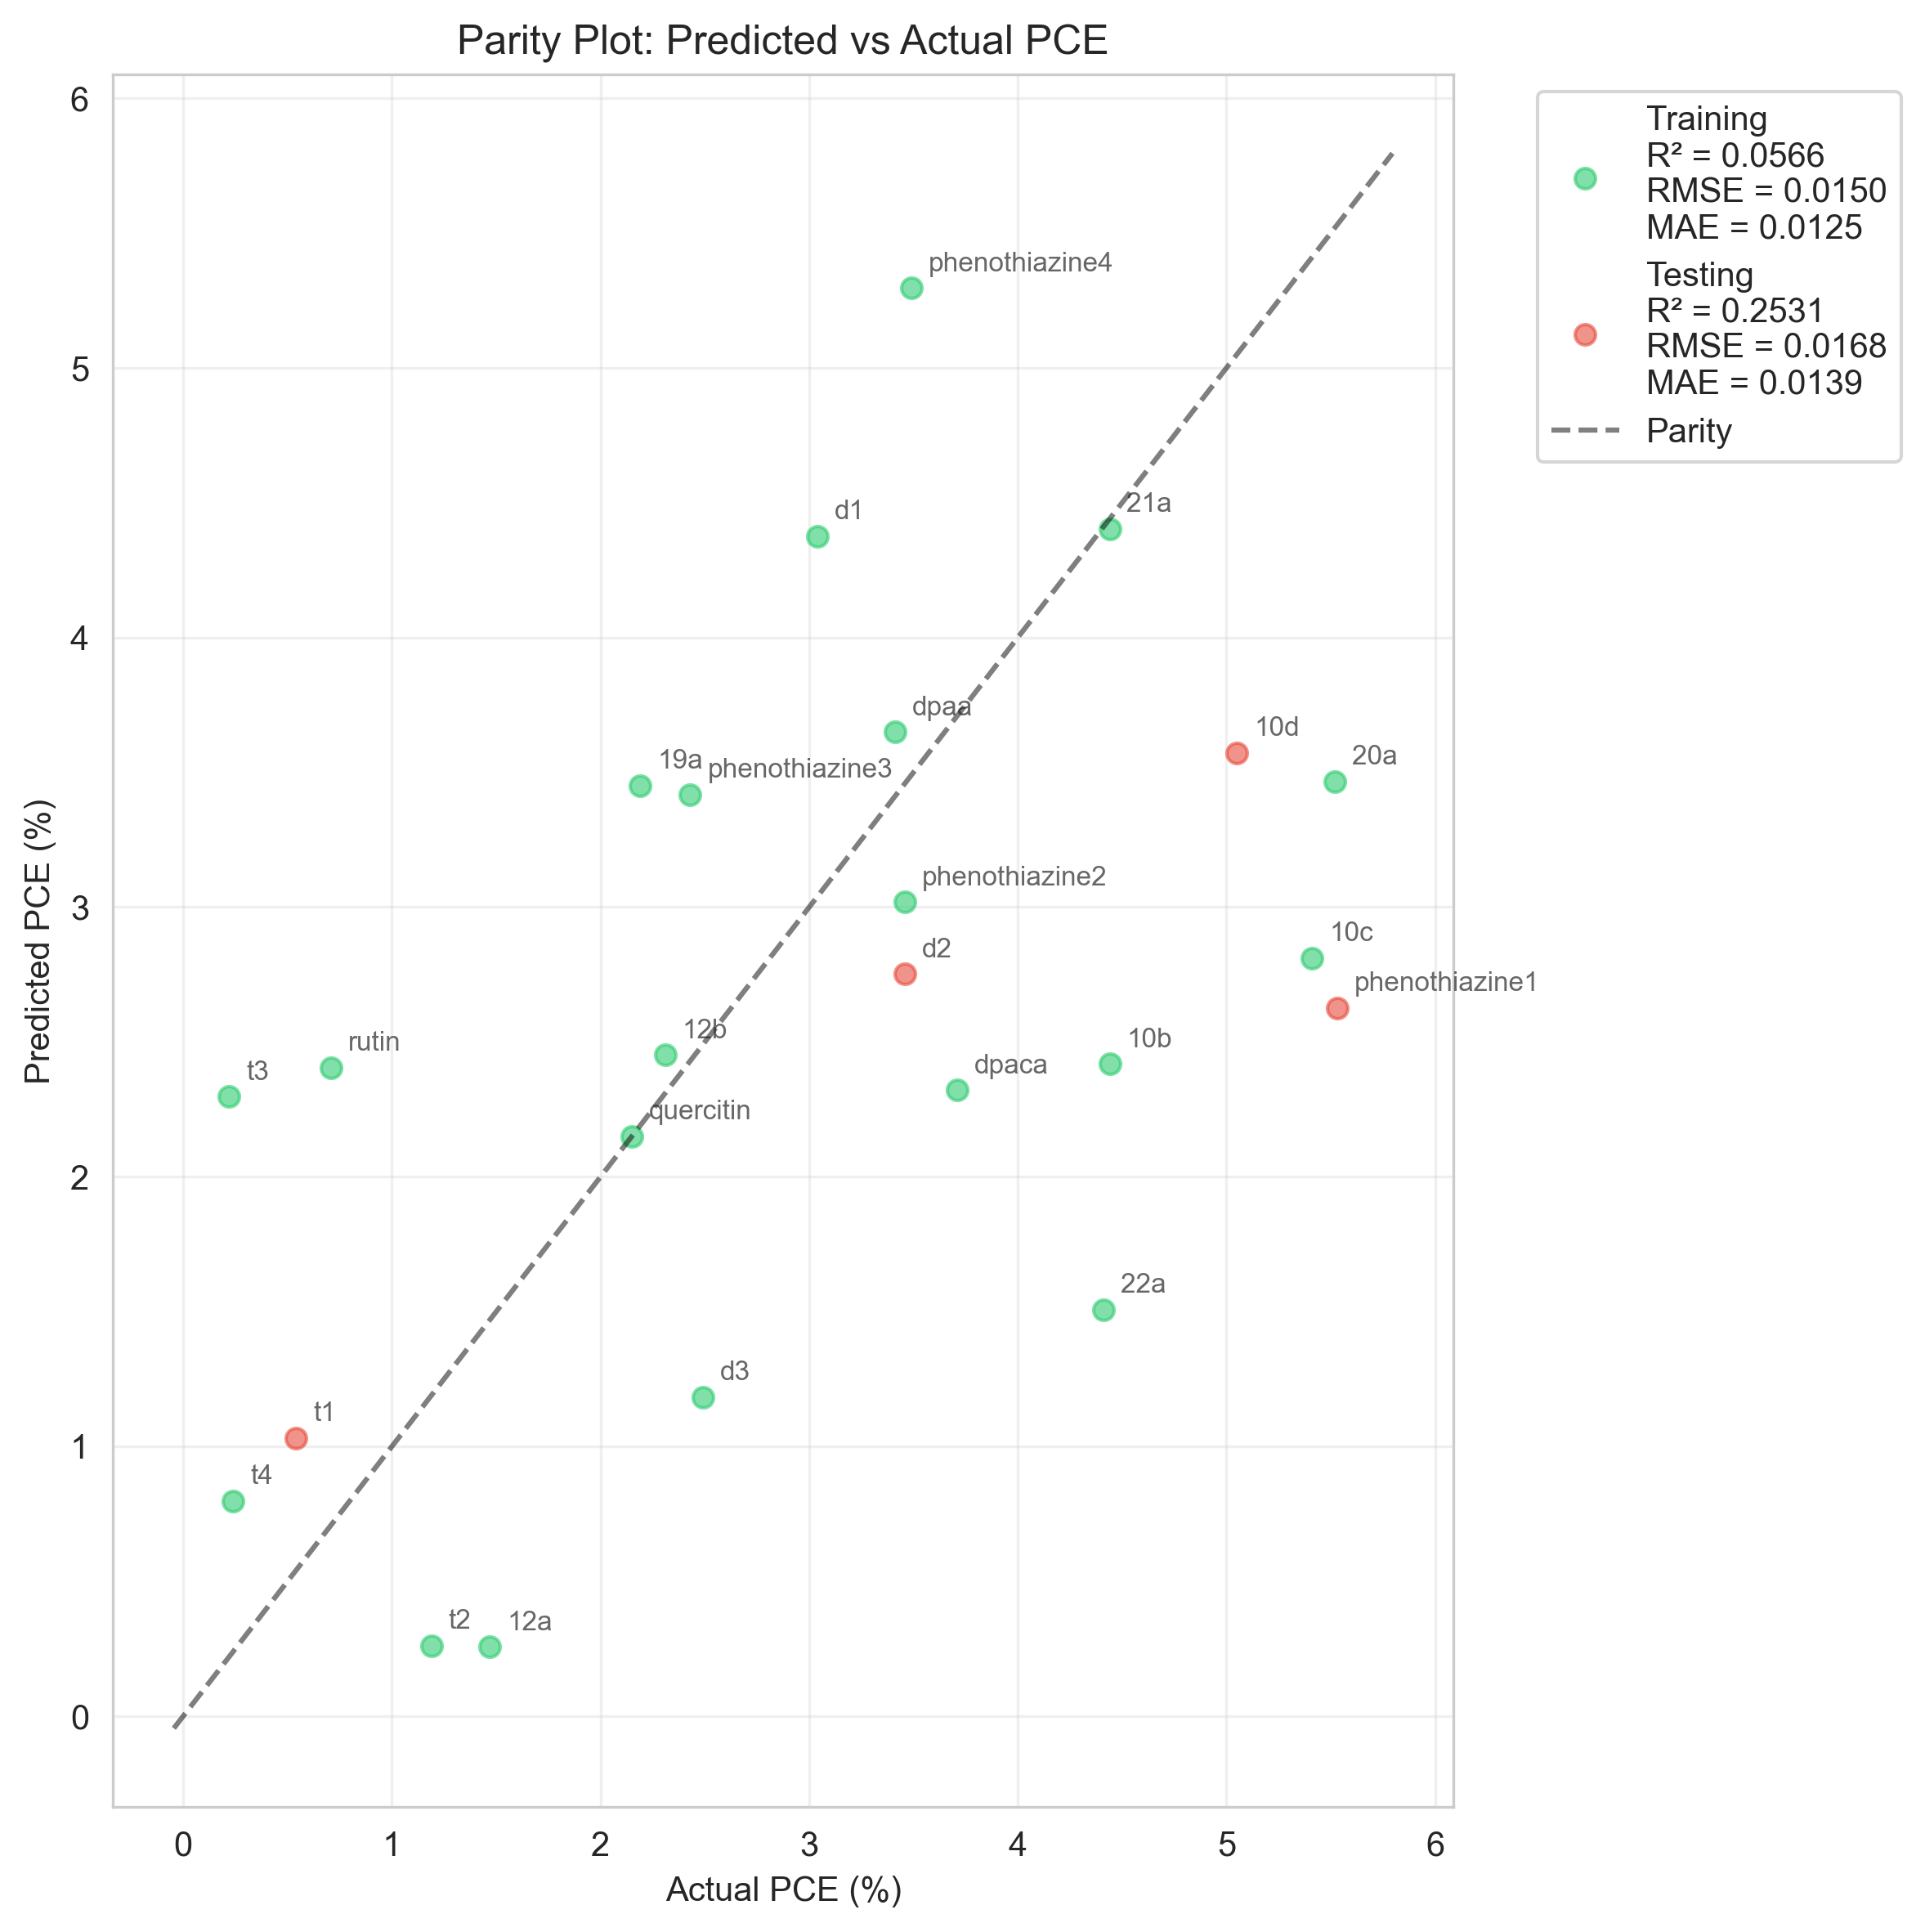 Parity Plot: Predicted vs Actual PCE
Training
R² = 0.0566
RMSE = 0.0150
MAE = 0.0125
Testing
R² = 0.2531
RMSE = 0.0168
MAE = 0.0139
Parity
Predicted PCE (%)
6
5
4
3
2
1
0
phenothiazine4
d1
21a
dpaa
10d
20a
19a
phenothiazine3
phenothiazine2
10c
d2
phenothiazine1
12b
rutin
10b
t3
dpaca
quercitin
22a
d3
t1
t4
t2
12a
0
1
2
3
4
5
6
Actual PCE (%)